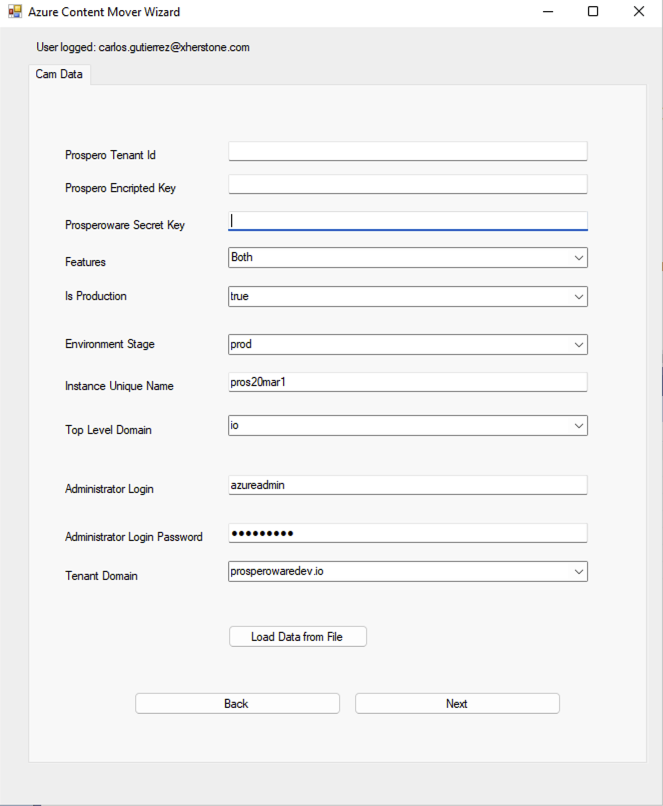 Azure Content Mover Wizard
User logged: carlos.gutierrez@xherstone.com
Cam Data
Prospero Tenant Id
Prospero Encripted Key
Prosperoware Secret Key
Features Both
Is Production true
Environment Stage prod
Instance Unique Name pros20mar1
Top Level Domain io
Administrator Login azureadmin
Administrator Login Password ●●●●●●●●●
Tenant Domain prosperowaredev.io
Load Data from File
Back Next